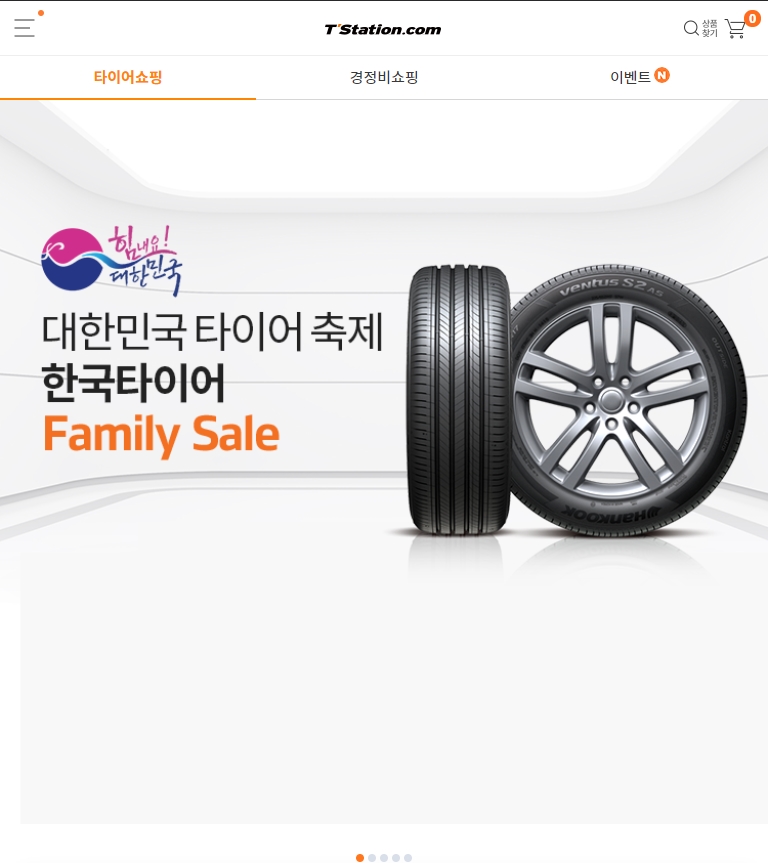 T'Station.com
상품
찾기
0
타이어쇼핑
경정비쇼핑
이벤트 N
힘내요!
대한민국
대한민국 타이어 축제
한국타이어
Family Sale
Ventus S2 AS
Hankook